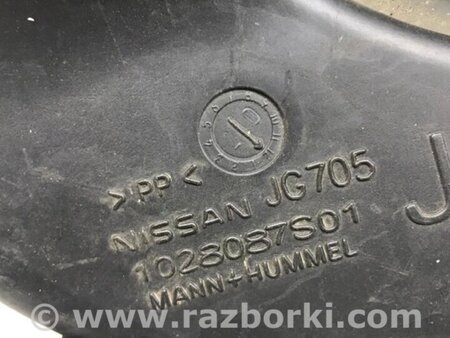 >PP<
NISSAN JG705
1028087S01
MANN+HUMMEL
J
www.razborki.com